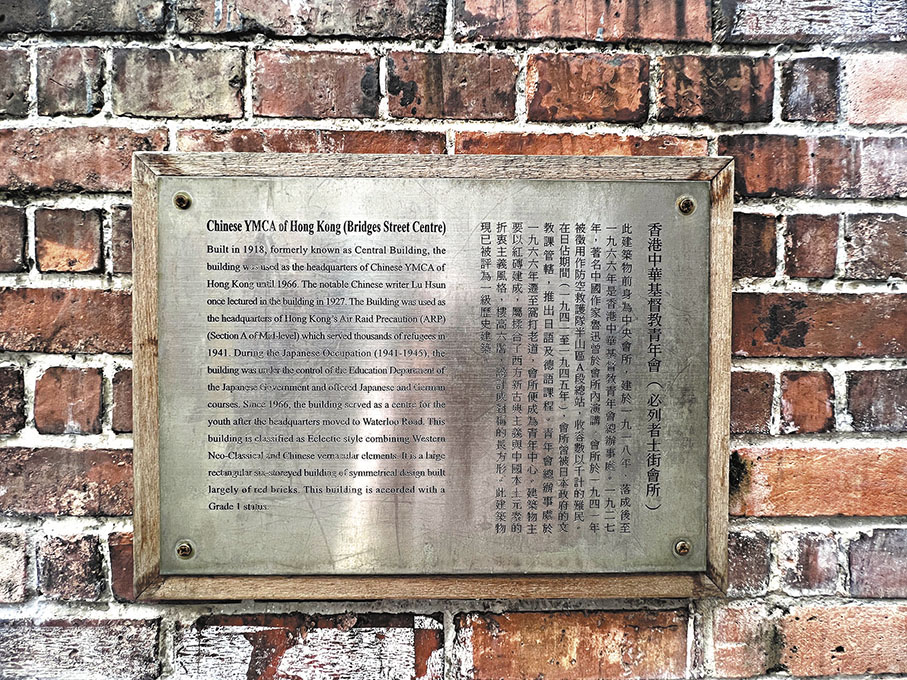 Chinese YMCA of Hong Kong (Bridges Street Centre)
Built in 1918, formerly known as Central Building, the
building was used as the headquarters of Chinese YMCA of
Hong Kong until 1966. The notable Chinese writer Lu Hsun
once lectured in the building in 1927. The Building was used as
the headquarters of Hong Kong's Air Raid Precaution (ARP)
(Section A of Mid-level) which served thousands of refugees in
1941. During the Japanese Occupation (1941-1945), the
building was under the control of the Education Department of
the Japanese Government and offered Japanese and German
courses. Since 1966, the building served as a centre for the
youth after the headquarters moved to Waterloo Road. This
building is classified as Eclectic style combining Western
Neo-Classical and Chinese vernacular elements. It is a large
rectangular six-storeyed building of symmetrical design built
largely of red bricks. This building is accorded with a
Grade 1 status.
香港中華基督教青年會（必列者士街會所）
此建築物前身為中央會所，建於一九一八年，落成後至
一九六六年是香港中華基督教青年會總辦事處。一九二七
年，著名中國作家魯迅曾於會所內演講。會所於一九四一年
被徵用作防空救護隊半山區A段總站，收容數以千計的難民。
在日佔期間（一九四一至一九四五年），會所曾被日本政府的文
教課管轄，推出日語及德語課程。青年會總辦事處於
一九六六年遷至窩打老道，會所便成為青年中心。建築物主
要以紅磚建成，屬揉合了西方新古典主義與中國本土元素的
折衷主義風格，樓高六層，設計成對稱的長方形。此建築物
現已被評為一級歷史建築。